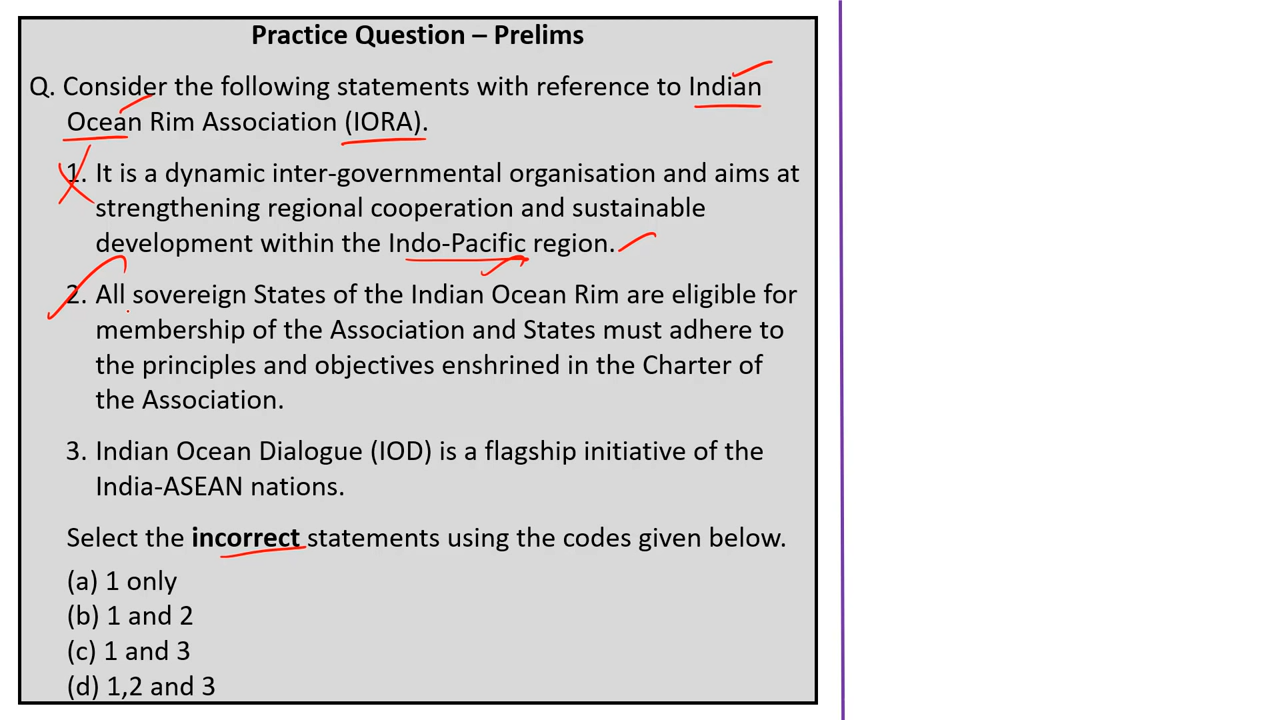 Practice Question – Prelims
Q. Consider the following statements with reference to Indian
Ocean Rim Association (IORA).
1. It is a dynamic inter-governmental organisation and aims at
strengthening regional cooperation and sustainable
development within the Indo-Pacific region.
2. All sovereign States of the Indian Ocean Rim are eligible for
membership of the Association and States must adhere to
the principles and objectives enshrined in the Charter of
the Association.
3. Indian Ocean Dialogue (IOD) is a flagship initiative of the
India-ASEAN nations.
Select the incorrect statements using the codes given below.
(a) 1 only
(b) 1 and 2
(c) 1 and 3
(d) 1,2 and 3